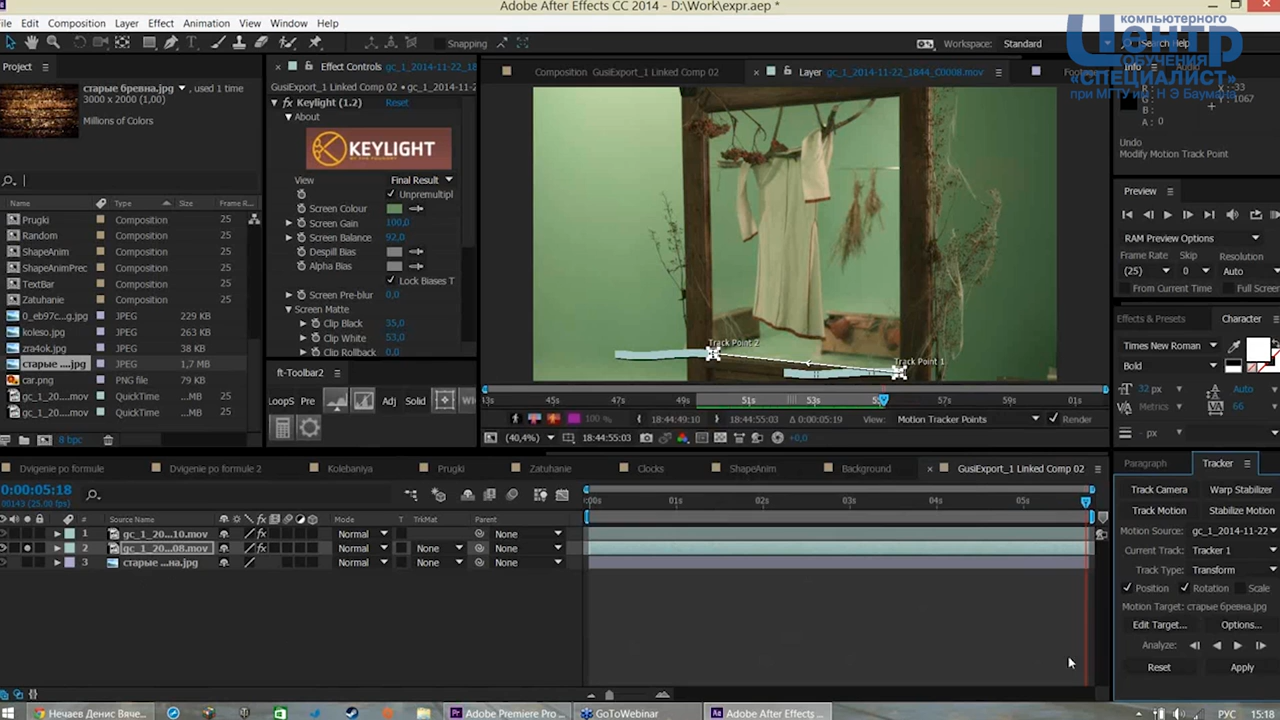 Adobe After Effects CC 2014 - D:\Work\expr.aep *
File Edit Composition Layer Effect Animation View Window Help
Snapping
Workspace: Standard
Search Help
компьютерного
Центр
ОБУЧЕНИЯ
«СПЕЦИАЛИСТ»
при МГТУ им. Н Э Баумана
Project
старые бревна.jpg ▼ , used 1 time
3000 x 2000 (1,00)
Millions of Colors
Name Type Size Frame R...
Prugki Composition 25
Random Composition 25
ShapeAnim Composition 25
ShapeAnimPrec Composition 25
TextBar Composition 25
Zatuhanie Composition 25
0_eb97c...g.jpg JPEG 229 KB
koleso.jpg JPEG 263 KB
zra4ok.jpg JPEG 38 KB
старые ....jpg JPEG 1,7 MB
car.png PNG file 79 KB
gc_1_20....mov QuickTime 25
gc_1_20....mov QuickTime 25
8 bpc
Effect Controls gc_1_2014-11-22_18
GusiExport_1 Linked Comp 02 • gc_1_2014-11-2
Keylight (1.2) Reset
About
KEYLIGHT
View Final Result
Unpremultipl
Screen Colour
Screen Gain 100,0
Screen Balance 92,0
Despill Bias
Alpha Bias
Lock Biases T
Screen Pre-blur 0,0
Screen Matte
Clip Black 35,0
Clip White 53,0
Clip Rollback 0,0
ft-Toolbar2
LoopS Pre Adj Solid
Composition GusiExport_1 Linked Comp 02
Layer gc_1_2014-11-22_1844_C0008.mov
Footage
Track Point 2
Track Point 1
43s 45s 47s 49s 51s 53s 55s 57s 59s 01s
100 % 18:44:49:10 18:44:55:03 Δ 0:00:05:19 View: Motion Tracker Points Render
(40,4%) 18:44:55:03 +0,0
Info Audio
R:
G:
B:
A: 0
X: -33
Y: 1067
Undo
Modify Motion Track Point
Preview
RAM Preview Options
Frame Rate Skip Resolution
(25) 0 Auto
From Current Time Full Screen
Effects & Presets Character
Times New Roman
Bold
32 px Auto
Metrics 66
- px
Dvigenie po formule Dvigenie po formule 2 Kolebaniya Prugki Zatuhanie Clocks ShapeAnim Background GusiExport_1 Linked Comp 02
0:00:05:18
00143 (25.00 fps)
# Source Name Mode T TrkMat Parent
1 gc_1_20...10.mov Normal None
2 gc_1_20...08.mov Normal None None
3 старые ...на.jpg Normal None None
:00s 01s 02s 03s 04s 05s
Paragraph Tracker
Track Camera Warp Stabilizer
Track Motion Stabilize Motion
Motion Source: gc_1_2014-11-22
Current Track: Tracker 1
Track Type: Transform
Position Rotation Scale
Motion Target: старые бревна.jpg
Edit Target... Options...
Analyze:
Reset Apply
Нечаев Денис Вяче...
Adobe Premiere Pro ...
GoToWebinar
Adobe After Effects ...
РУС 15:18